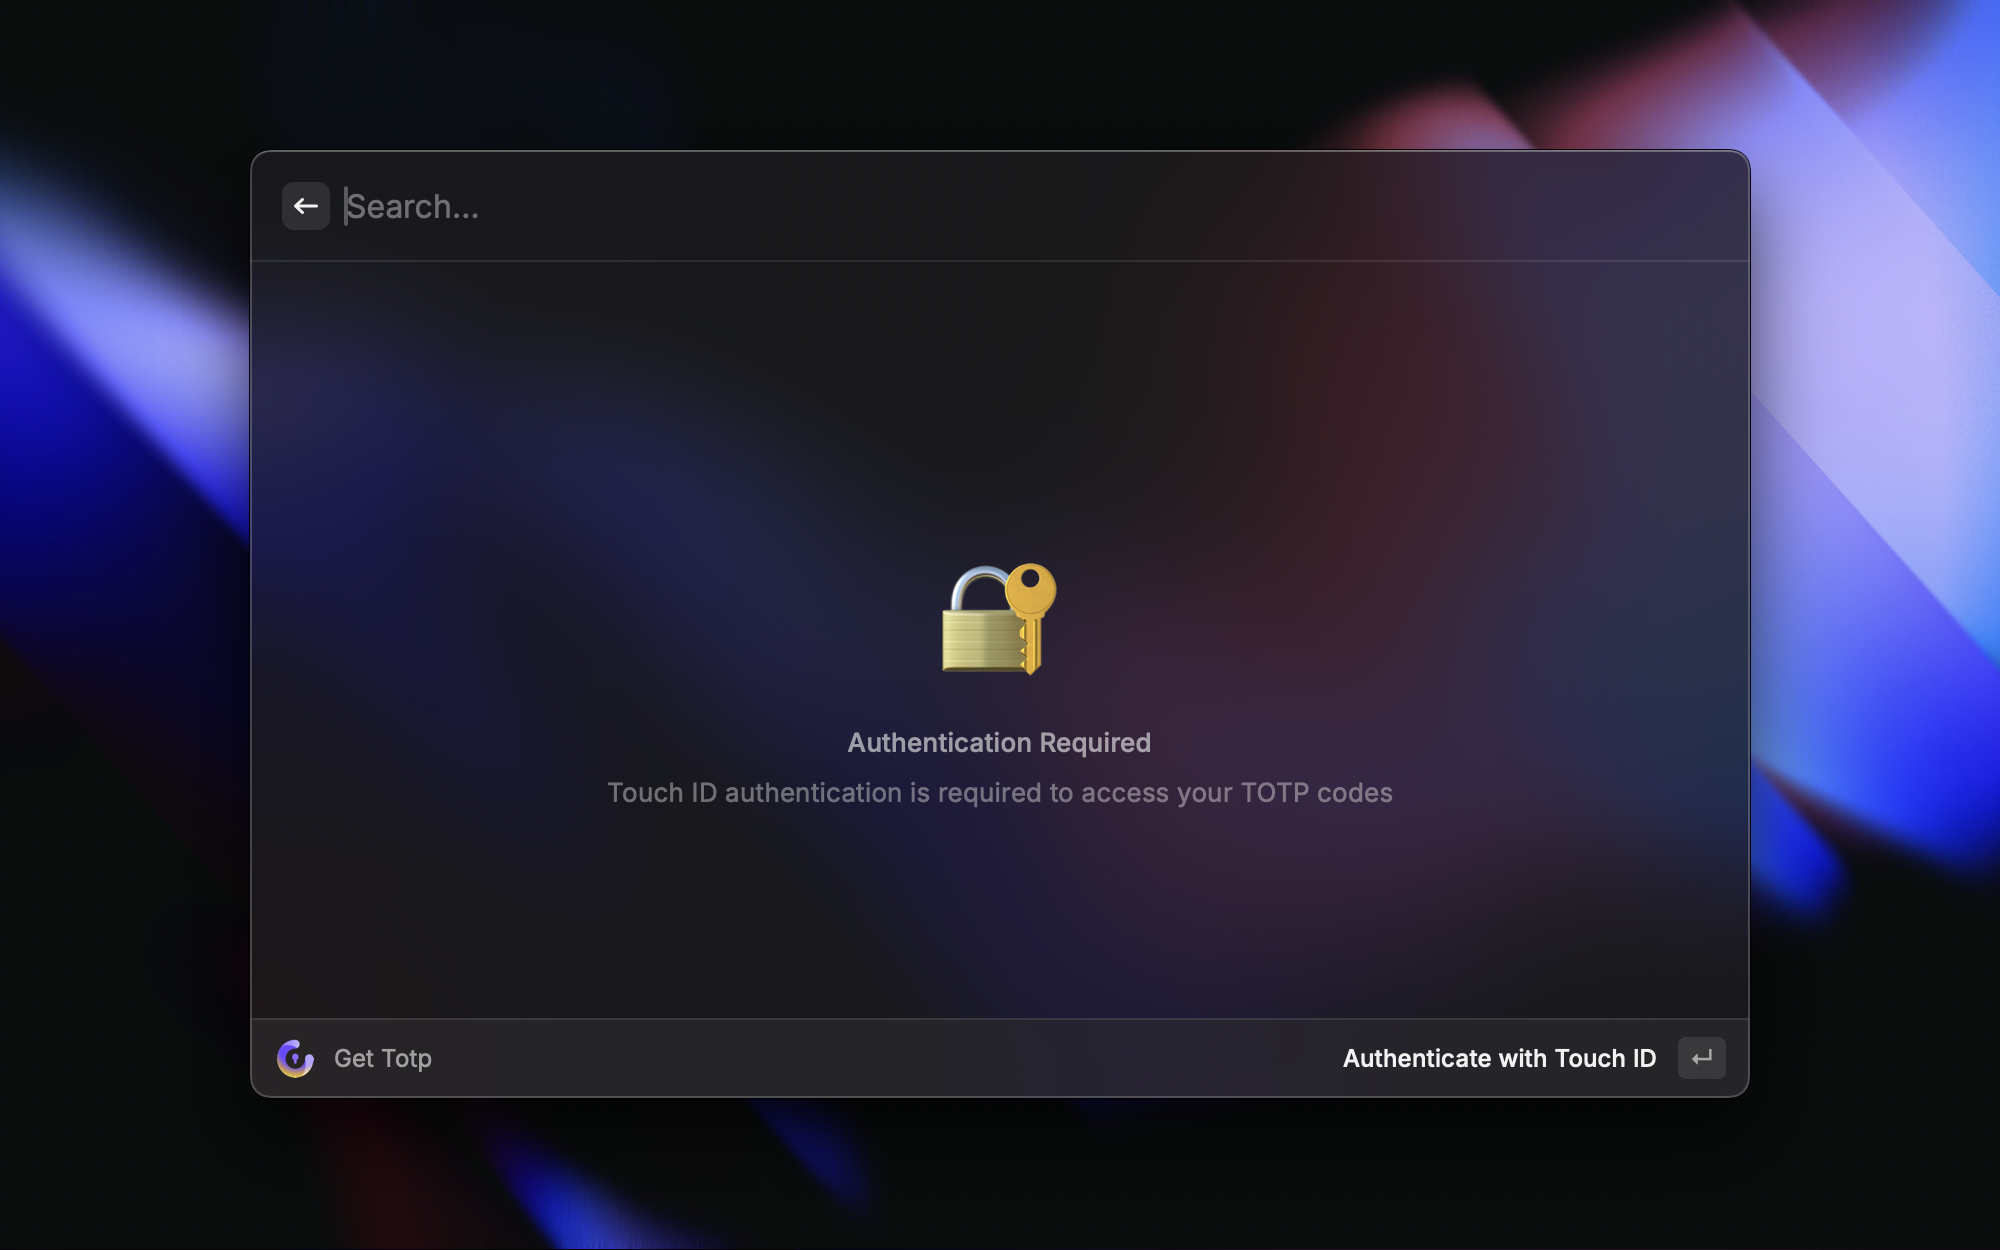 Search...
Authentication Required
Touch ID authentication is required to access your TOTP codes
Get Totp
Authenticate with Touch ID